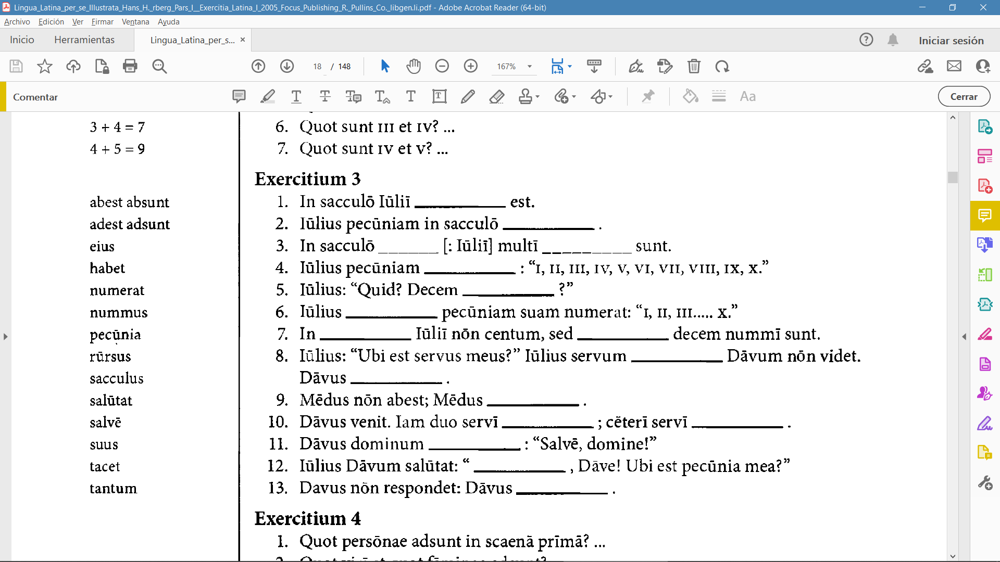 Lingua_Latina_per_se_Illustrata_Hans_H._rberg_Pars_I__Exercitia_Latina_I_2005_Focus_Publishing_R._Pullins_Co._libgen.li.pdf - Adobe Acrobat Reader (64-bit)
Archivo Edición Ver Firmar Ventana Ayuda
Inicio Herramientas Lingua_Latina_per_s... × Iniciar sesión
18 / 148 167%
Comentar Cerrar
3 + 4 = 7
4 + 5 = 9
abest absunt
adest adsunt
eius
habet
numerat
nummus
pecūnia
rūrsus
sacculus
salūtat
salvē
suus
tacet
tantum
6. Quot sunt III et IV? ...
7. Quot sunt IV et V? ...
Exercitium 3
1. In sacculō Iūliī __________ est.
2. Iūlius pecūniam in sacculō __________ .
3. In sacculō ______ [: Iūliī] multī _________ sunt.
4. Iūlius pecūniam __________ : “I, II, III, IV, V, VI, VII, VIII, IX, X.”
5. Iūlius: “Quid? Decem __________ ?”
6. Iūlius __________ pecūniam suam numerat: “I, II, III..... X.”
7. In __________ Iūliī nōn centum, sed __________ decem nummī sunt.
8. Iūlius: “Ubi est servus meus?” Iūlius servum __________ Dāvum nōn videt.
Dāvus __________ .
9. Mēdus nōn abest; Mēdus __________ .
10. Dāvus venit. Iam duo servī __________ ; cēterī servī __________ .
11. Dāvus dominum __________ : “Salvē, domine!”
12. Iūlius Dāvum salūtat: “ __________ , Dāve! Ubi est pecūnia mea?”
13. Davus nōn respondet: Dāvus __________ .
Exercitium 4
1. Quot persōnae adsunt in scaenā prīmā? ...